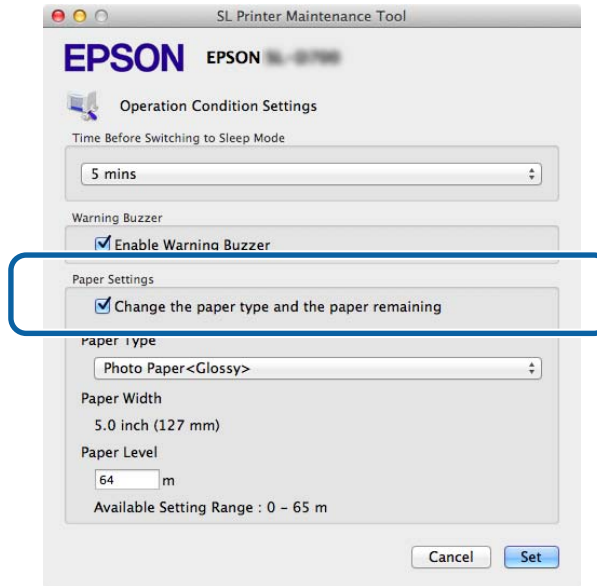 SL Printer Maintenance Tool
EPSON EPSON
Operation Condition Settings
Time Before Switching to Sleep Mode
5 mins
Warning Buzzer
Enable Warning Buzzer
Paper Settings
Change the paper type and the paper remaining
Paper Type
Photo Paper<Glossy>
Paper Width
5.0 inch (127 mm)
Paper Level
64 m
Available Setting Range : 0 – 65 m
Cancel Set